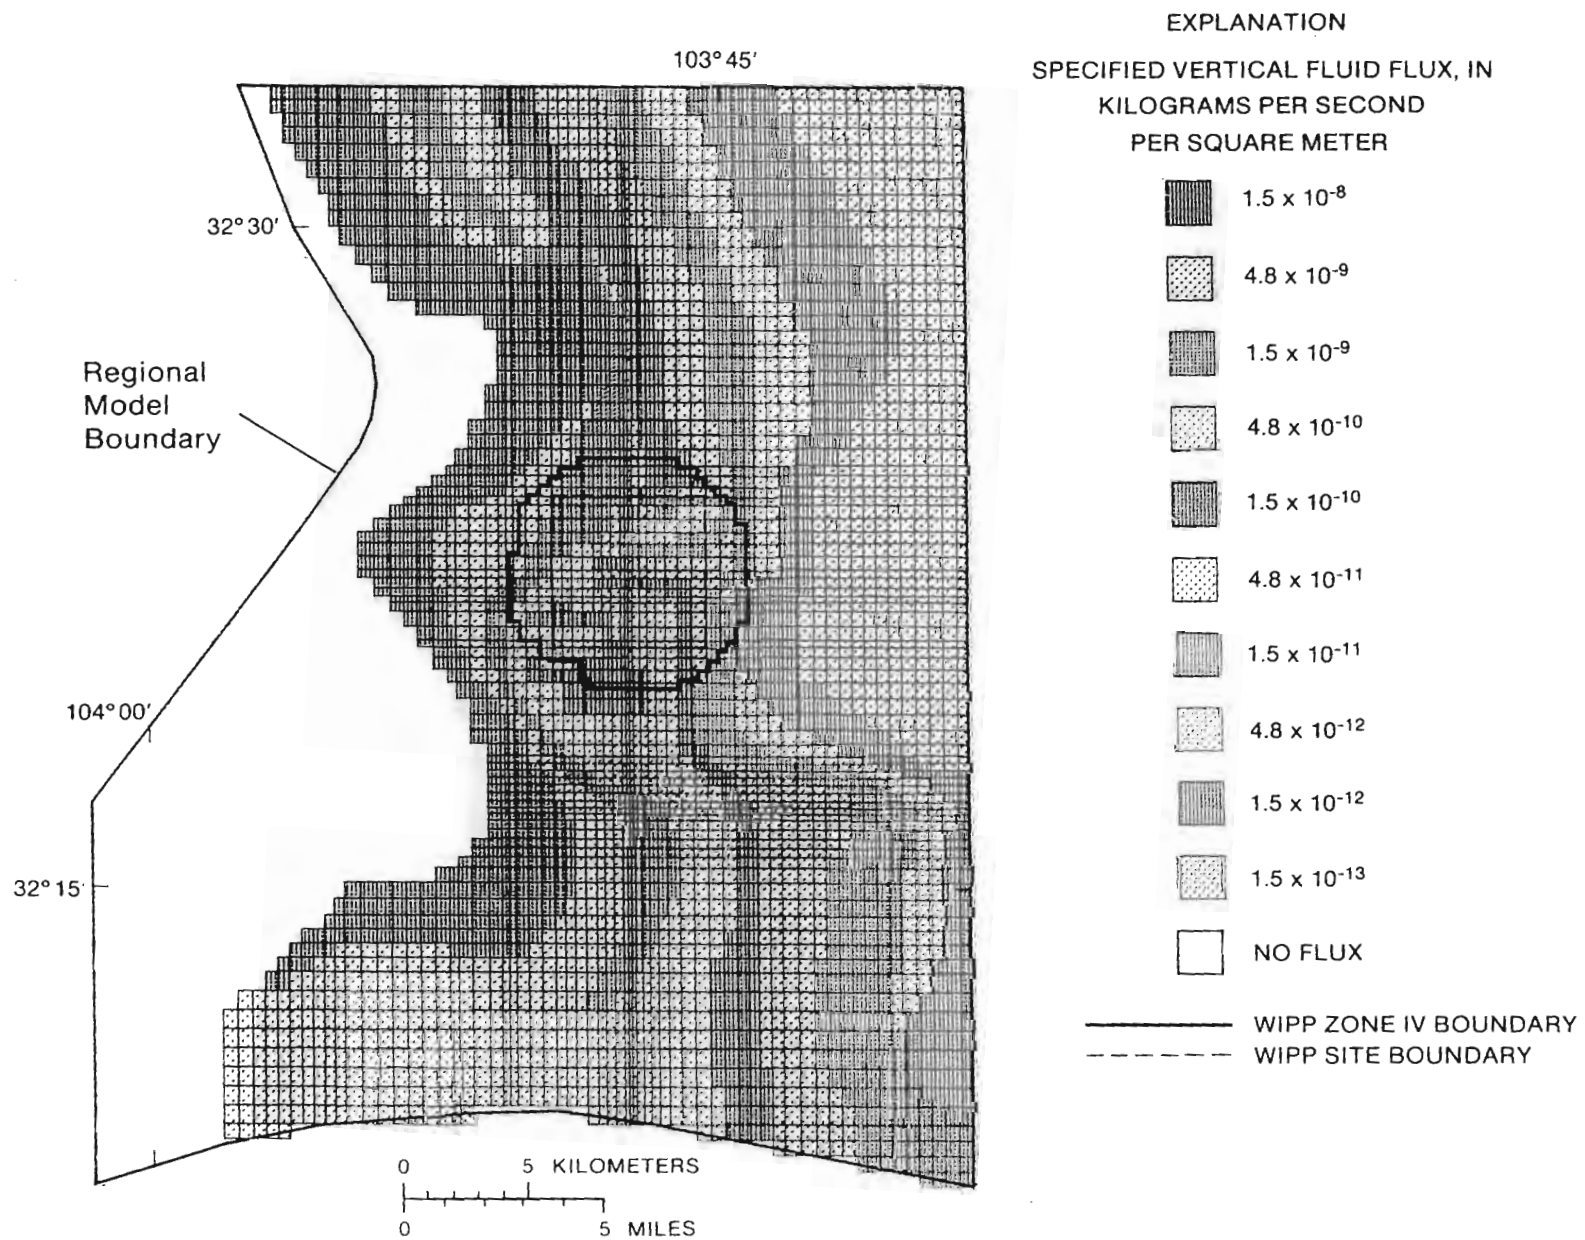 EXPLANATION
SPECIFIED VERTICAL FLUID FLUX, IN
KILOGRAMS PER SECOND
PER SQUARE METER
1.5 x 10⁻⁸
4.8 x 10⁻⁹
1.5 x 10⁻⁹
4.8 x 10⁻¹⁰
1.5 x 10⁻¹⁰
4.8 x 10⁻¹¹
1.5 x 10⁻¹¹
4.8 x 10⁻¹²
1.5 x 10⁻¹²
1.5 x 10⁻¹³
NO FLUX
WIPP ZONE IV BOUNDARY
WIPP SITE BOUNDARY
103°45'
32°30'
Regional
Model
Boundary
104°00'
32°15'
0 5 KILOMETERS
0 5 MILES